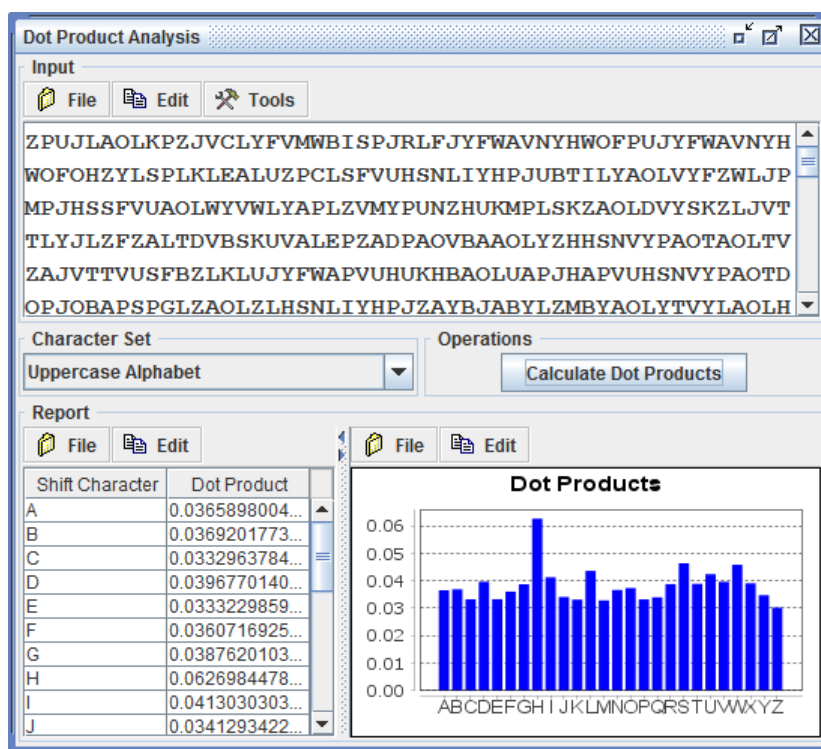 Dot Product Analysis
Input
File Edit Tools
ZPUJLAOLKPZJVCLYFVMWBISPJRLFJYFWAVNYHWOFPUJYFWAVNYH
WOFOHZYLSPLKLEALUZPCLSFVUHSNLIYHPJUBTILYAOLVYFZWLJP
MPJHSSFVUAOLWYVWLYAPLZVMYPUNZHUKMPLSKZAOLDVYSKZLJVT
TLYJLZFZALTDVBSKUVALEPZADPAOVBAAOLYZHHSNVYPAOTAOLTV
ZAJVTTVUSFBZLKLUJYFWAPVUHUKHBAOLUAPJHAPVUHSNVYPAOTD
OPJOBAPSPGLZAOLZLHSNLIYHPJZAYBJABYLZMBYAOLYTVYLAOLH
Character Set
Operations
Uppercase Alphabet
Calculate Dot Products
Report
File Edit
File Edit
Shift Character Dot Product
A 0.0365898004...
B 0.0369201773...
C 0.0332963784...
D 0.0396770140...
E 0.0333229859...
F 0.0360716925...
G 0.0387620103...
H 0.0626984478...
I 0.0413030303...
J 0.0341293422...
Dot Products
0.06
0.05
0.04
0.03
0.02
0.01
0.00
ABCDEFGHIJKLMNOPQRSTUVWXYZ